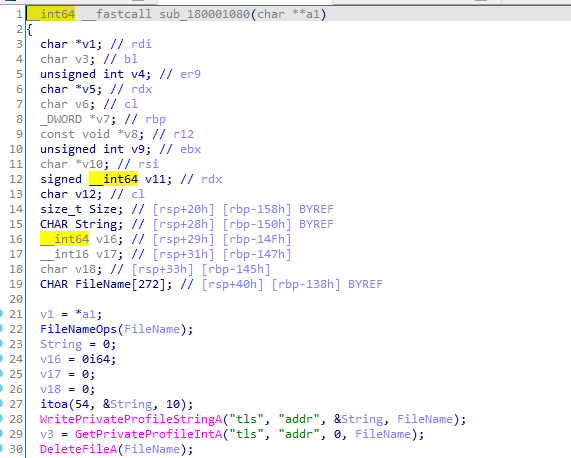 1 __int64 __fastcall sub_180001080(char **a1)
2 {
3 char *v1; // rdi
4 char v3; // bl
5 unsigned int v4; // er9
6 char *v5; // rdx
7 char v6; // cl
8 _DWORD *v7; // rbp
9 const void *v8; // r12
10 unsigned int v9; // ebx
11 char *v10; // rsi
12 signed __int64 v11; // rdx
13 char v12; // cl
14 size_t Size; // [rsp+20h] [rbp-158h] BYREF
15 CHAR String; // [rsp+28h] [rbp-150h] BYREF
16 __int64 v16; // [rsp+29h] [rbp-14Fh]
17 __int16 v17; // [rsp+31h] [rbp-147h]
18 char v18; // [rsp+33h] [rbp-145h]
19 CHAR FileName[272]; // [rsp+40h] [rbp-138h] BYREF
20
21 v1 = *a1;
22 FileNameOps(FileName);
23 String = 0;
24 v16 = 0i64;
25 v17 = 0;
26 v18 = 0;
27 itoa(54, &String, 10);
28 WritePrivateProfileStringA("tls", "addr", &String, FileName);
29 v3 = GetPrivateProfileIntA("tls", "addr", 0, FileName);
30 DeleteFileA(FileName);